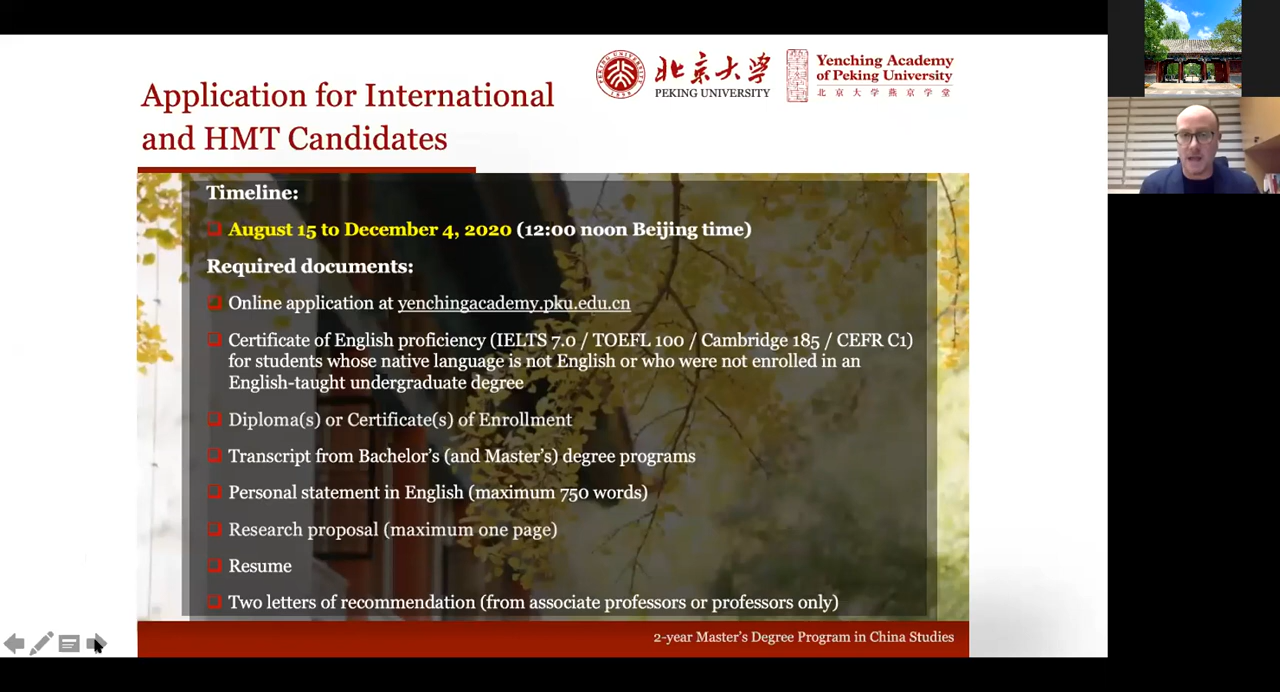 Application for International
and HMT Candidates
北京大学
PEKING UNIVERSITY
Yenching Academy
of Peking University
北京大学燕京学堂
Timeline:
August 15 to December 4, 2020 (12:00 noon Beijing time)
Required documents:
Online application at yenchingacademy.pku.edu.cn
Certificate of English proficiency (IELTS 7.0 / TOEFL 100 / Cambridge 185 / CEFR C1)
for students whose native language is not English or who were not enrolled in an
English-taught undergraduate degree
Diploma(s) or Certificate(s) of Enrollment
Transcript from Bachelor's (and Master's) degree programs
Personal statement in English (maximum 750 words)
Research proposal (maximum one page)
Resume
Two letters of recommendation (from associate professors or professors only)
2-year Master's Degree Program in China Studies